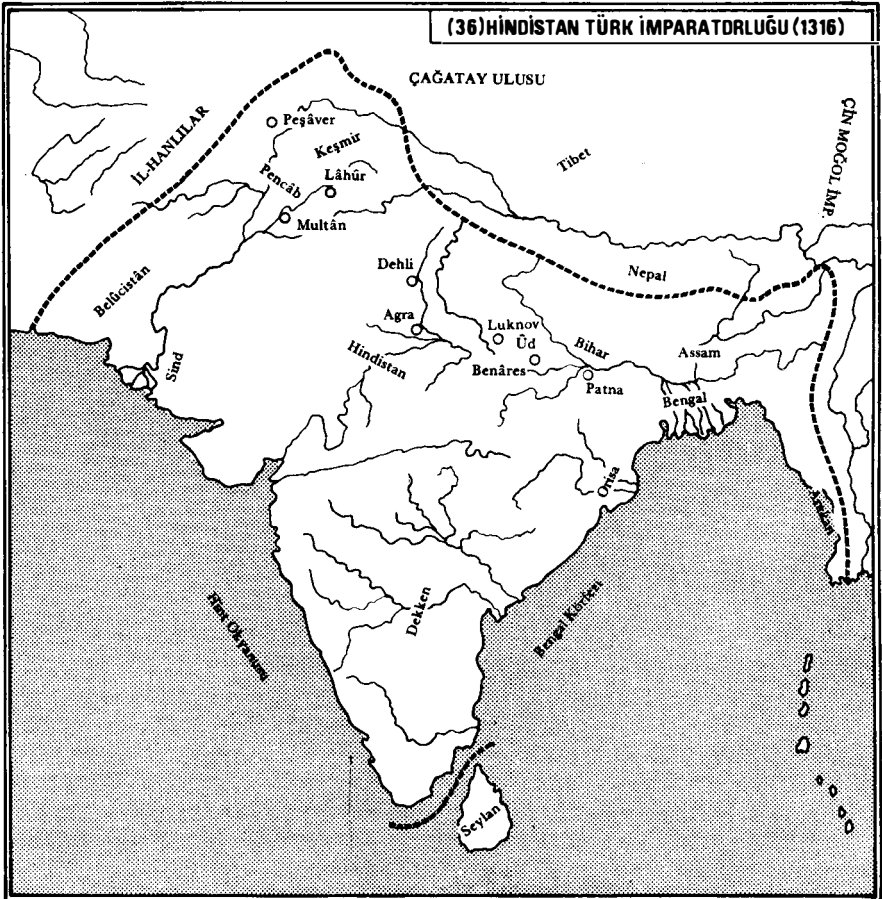 (36)HİNDİSTAN TÜRK İMPARATDRLUĞU (1316)
ÇAĞATAY ULUSU
İL-HANLILAR
Peşâver
Keşmir
Tibet
ÇİN MOĞOL İMP.
Pencâb
Lâhûr
Multân
Belûcistân
Dehli
Nepal
Agra
Luknov
Ûd
Bihar
Assam
Hindistan
Benâres
Patna
Bengal
Sind
Orisa
Arakan
Dekken
Hint Okyanusu
Bengal Körfezi
Seylan